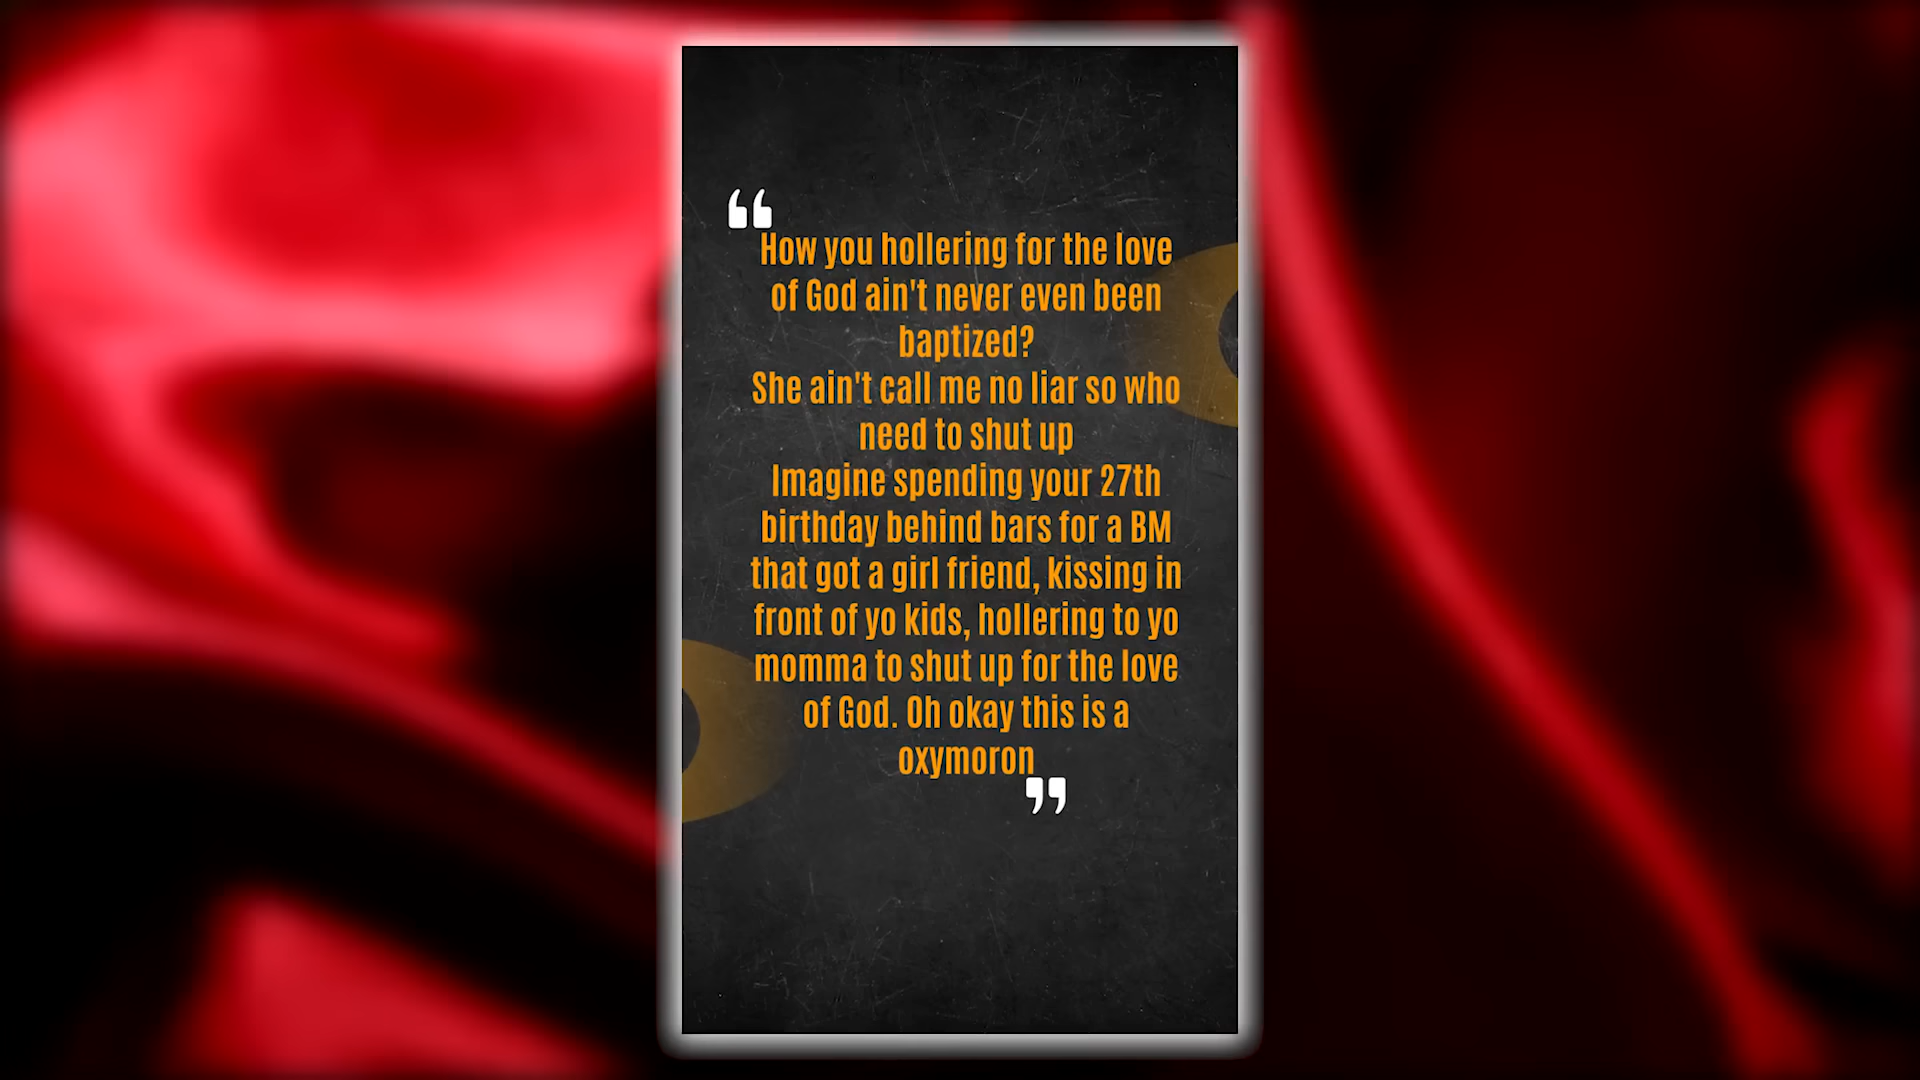 “
How you hollering for the love
of God ain't never even been
baptized?
She ain't call me no liar so who
need to shut up
Imagine spending your 27th
birthday behind bars for a BM
that got a girl friend, kissing in
front of yo kids, hollering to yo
momma to shut up for the love
of God. Oh okay this is a
oxymoron
”